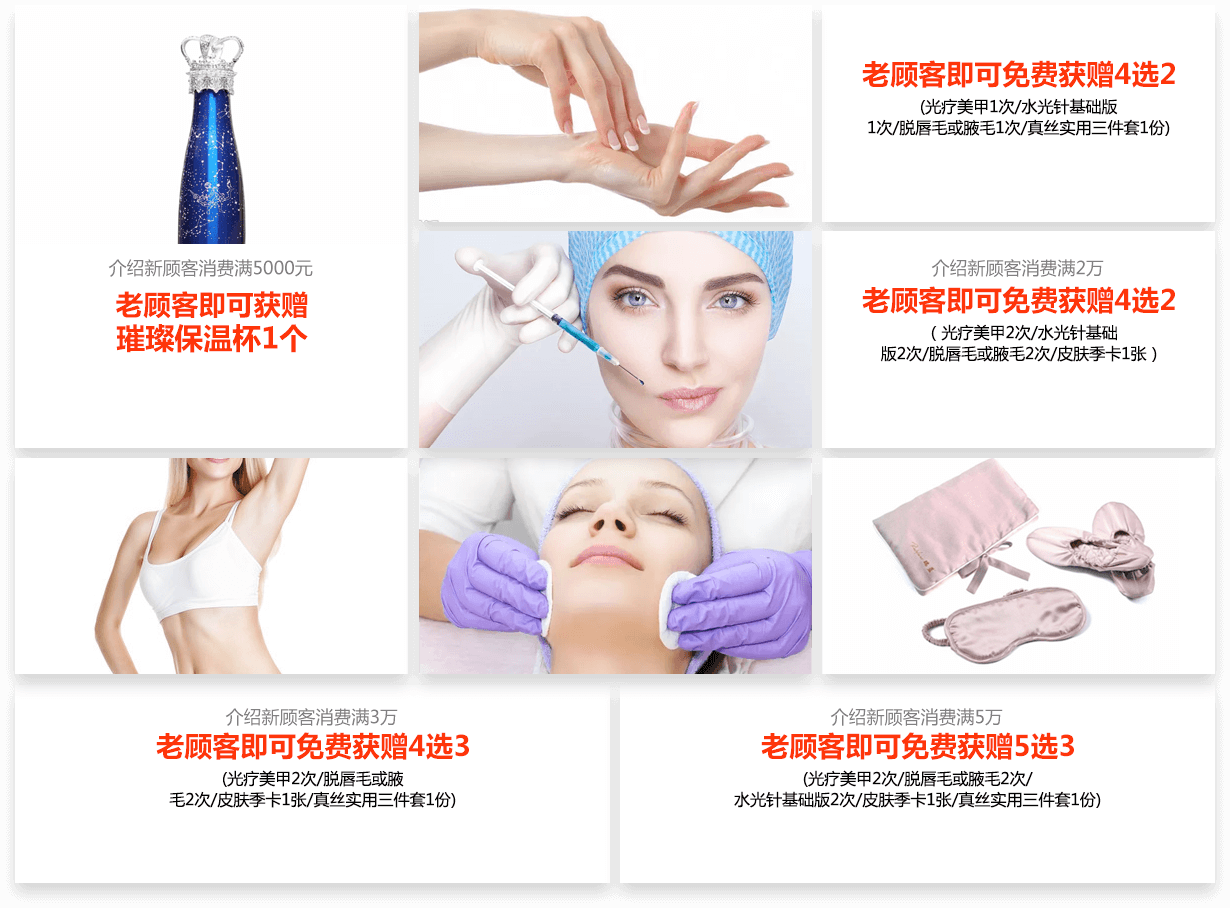 老顾客即可免费获赠4选2
(光疗美甲1次/水光针基础版
1次/脱唇毛或腋毛1次/真丝实用三件套1份)
介绍新顾客消费满5000元
老顾客即可获赠
璀璨保温杯1个
介绍新顾客消费满2万
老顾客即可免费获赠4选2
( 光疗美甲2次/水光针基础
版2次/脱唇毛或腋毛2次/皮肤季卡1张 )
介绍新顾客消费满3万
老顾客即可免费获赠4选3
(光疗美甲2次/脱唇毛或腋
毛2次/皮肤季卡1张/真丝实用三件套1份)
介绍新顾客消费满5万
老顾客即可免费获赠5选3
(光疗美甲2次/脱唇毛或腋毛2次/
水光针基础版2次/皮肤季卡1张/真丝实用三件套1份)